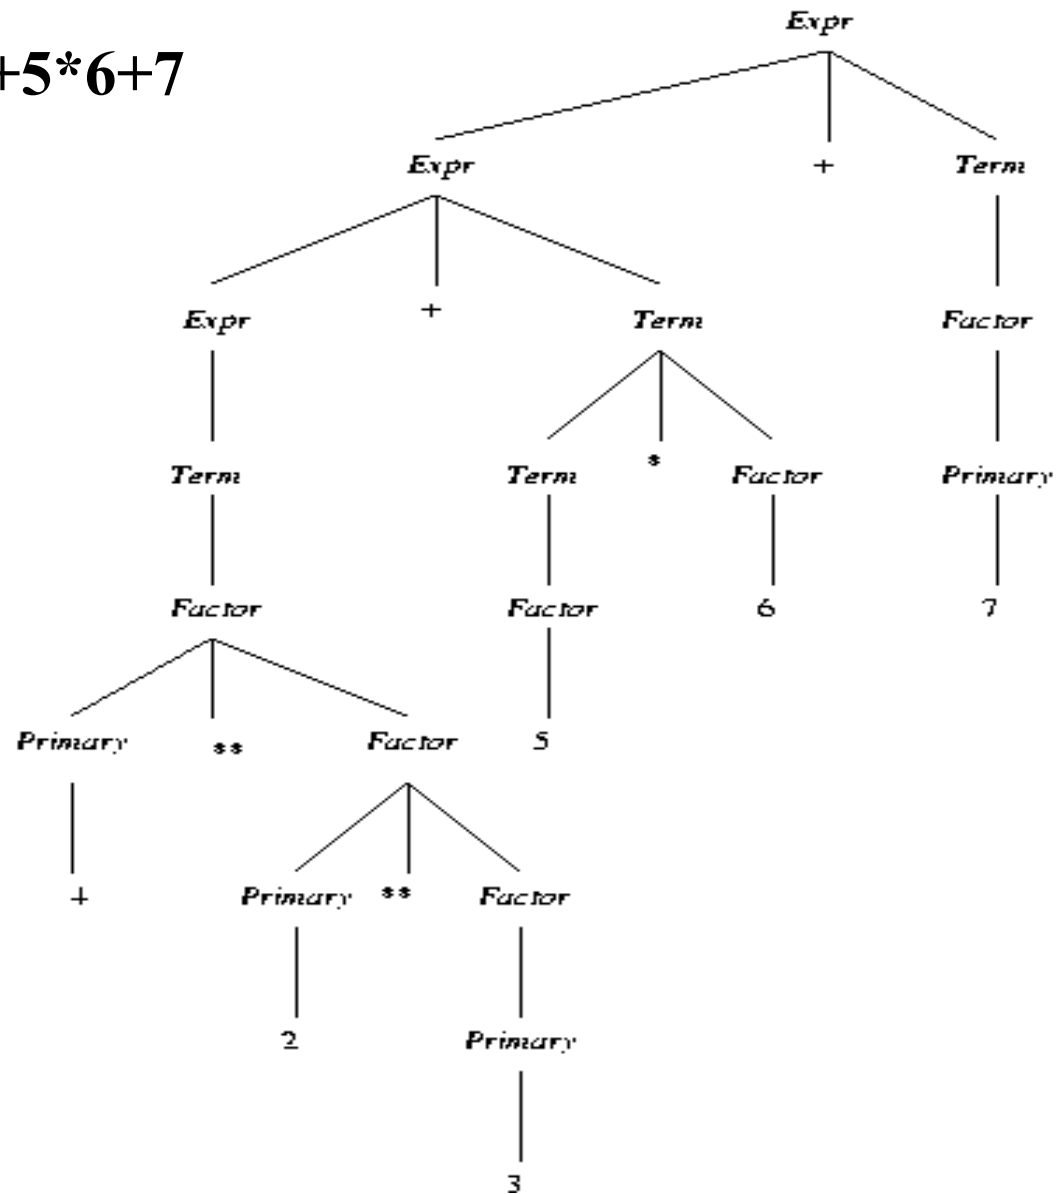 Expr
+5*6+7
Expr + Term
Expr + Term Factor
Term Term * Factor Primary
Factor Factor 6 7
Primary ** Factor 5
+ Primary ** Factor
2 Primary
3